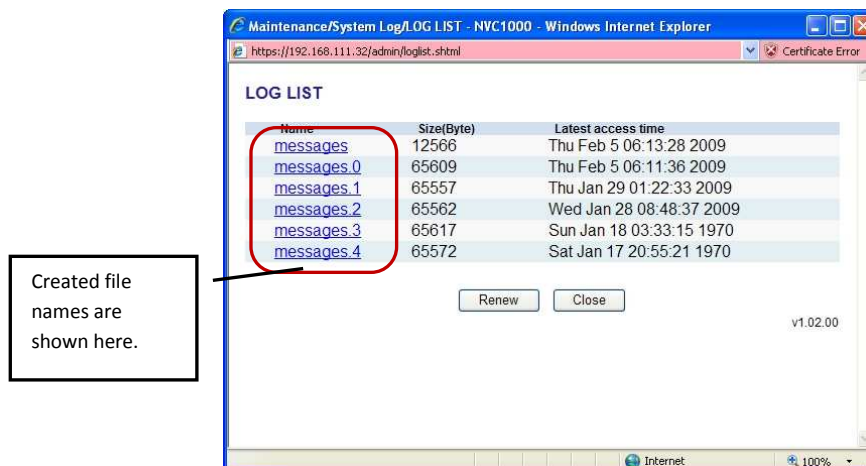 Maintenance/System Log/LOG LIST - NVC1000 - Windows Internet Explorer
https://192.168.111.32/admin/loglist.shtml Certificate Error
LOG LIST
Name Size(Byte) Latest access time
messages 12566 Thu Feb 5 06:13:28 2009
messages.0 65609 Thu Feb 5 06:11:36 2009
messages.1 65557 Thu Jan 29 01:22:33 2009
messages.2 65562 Wed Jan 28 08:48:37 2009
messages.3 65617 Sun Jan 18 03:33:15 1970
messages.4 65572 Sat Jan 17 20:55:21 1970
Created file
names are
shown here.
Renew Close
v1.02.00
Internet 100%